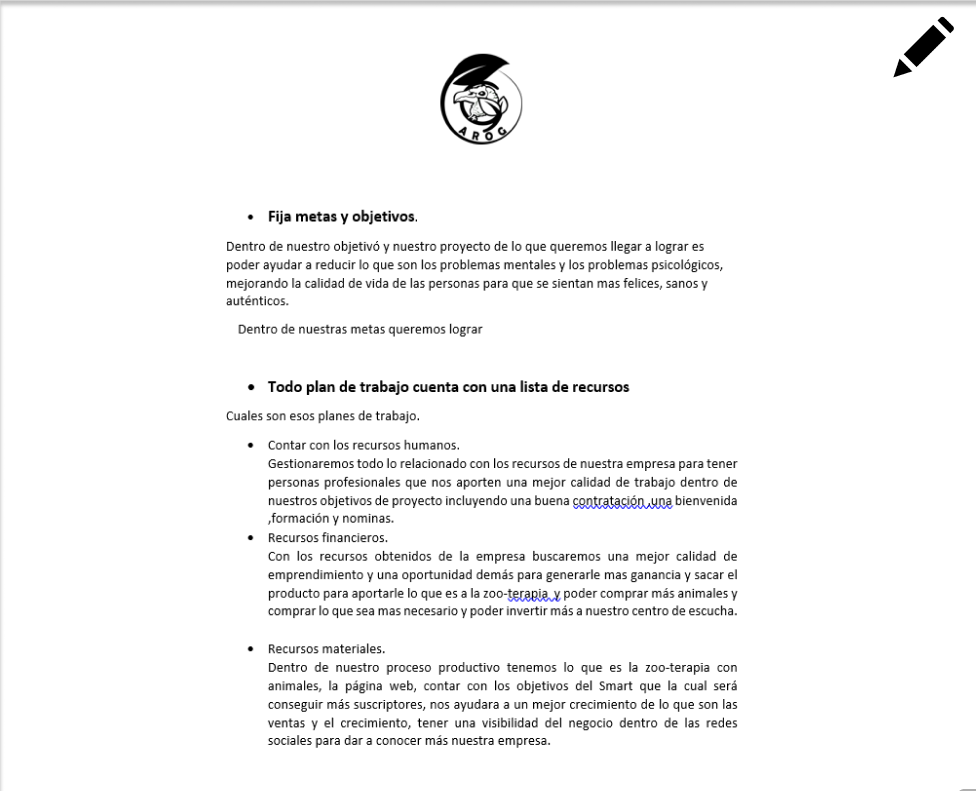 AROG
• Fija metas y objetivos.
Dentro de nuestro objetivó y nuestro proyecto de lo que queremos llegar a lograr es
poder ayudar a reducir lo que son los problemas mentales y los problemas psicológicos,
mejorando la calidad de vida de las personas para que se sientan mas felices, sanos y
auténticos.
Dentro de nuestras metas queremos lograr
• Todo plan de trabajo cuenta con una lista de recursos
Cuales son esos planes de trabajo.
• Contar con los recursos humanos.
Gestionaremos todo lo relacionado con los recursos de nuestra empresa para tener
personas profesionales que nos aporten una mejor calidad de trabajo dentro de
nuestros objetivos de proyecto incluyendo una buena contratación ,una bienvenida
,formación y nominas.
• Recursos financieros.
Con los recursos obtenidos de la empresa buscaremos una mejor calidad de
emprendimiento y una oportunidad demás para generarle mas ganancia y sacar el
producto para aportarle lo que es a la zoo-terapia y poder comprar más animales y
comprar lo que sea mas necesario y poder invertir más a nuestro centro de escucha.
• Recursos materiales.
Dentro de nuestro proceso productivo tenemos lo que es la zoo-terapia con
animales, la página web, contar con los objetivos del Smart que la cual será
conseguir más suscriptores, nos ayudara a un mejor crecimiento de lo que son las
ventas y el crecimiento, tener una visibilidad del negocio dentro de las redes
sociales para dar a conocer más nuestra empresa.